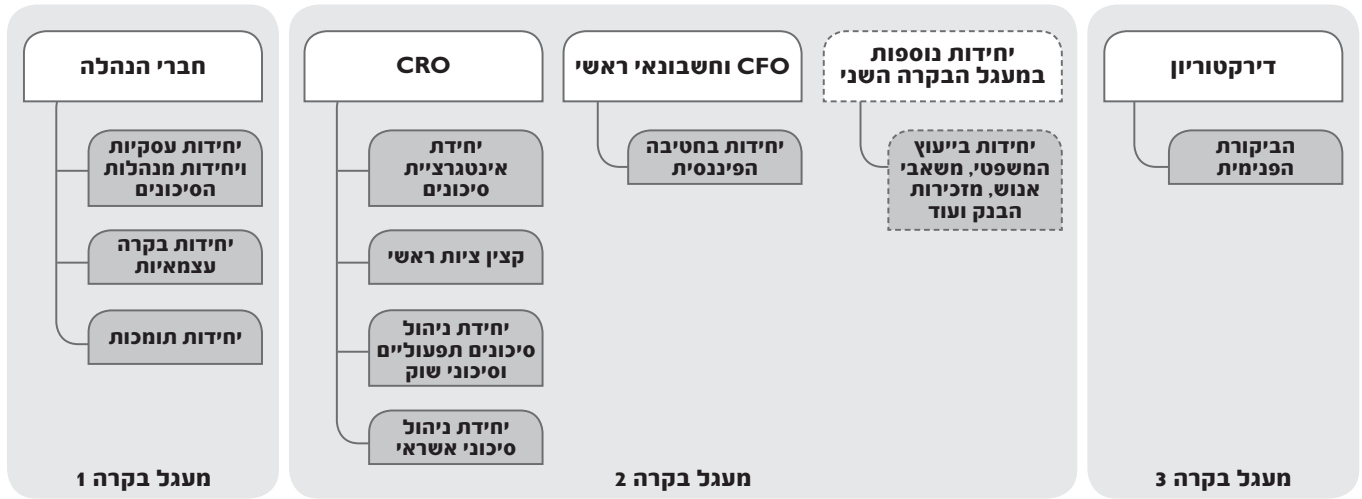 חברי הנהלה
יחידות עסקיות
ויחידות מנהלות
הסיכונים
יחידות בקרה
עצמאיות
יחידות תומכות
מעגל בקרה 1
CRO
יחידת
אינטגרציית
סיכונים
קצין ציות ראשי
יחידת ניהול
סיכונים תפעוליים
וסיכוני שוק
יחידת ניהול
סיכוני אשראי
CFO וחשבונאי ראשי
יחידות בחטיבה
הפיננסית
יחידות נוספות
במעגל הבקרה השני
יחידות בייעוץ
המשפטי, משאבי
אנוש, מזכירות
הבנק ועוד
מעגל בקרה 2
דירקטוריון
הביקורת
הפנימית
מעגל בקרה 3